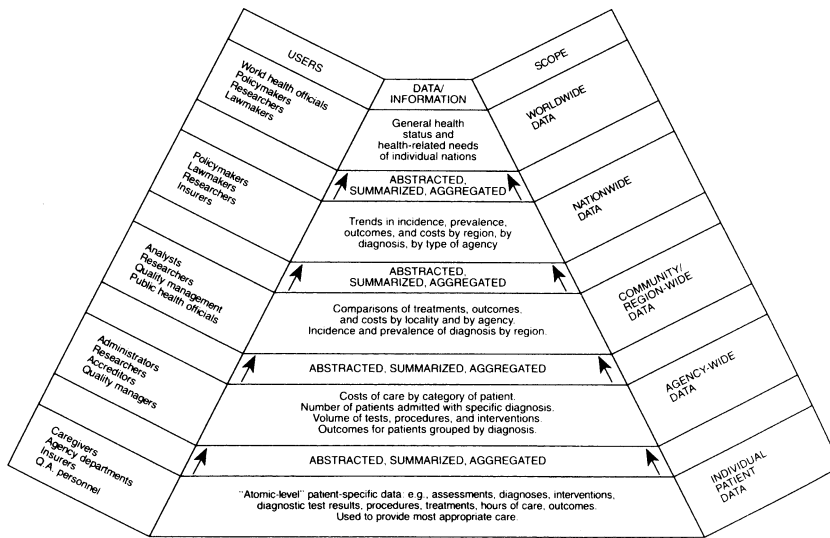 USERS
World health officials
Policymakers
Researchers
Lawmakers
Policymakers
Lawmakers
Researchers
Insurers
Analysts
Researchers
Quality management
Public health officials
Administrators
Researchers
Accreditors
Quality managers
Caregivers
Agency departments
Insurers
Q.A. personnel
DATA/
INFORMATION
General health
status and
health-related needs
of individual nations
ABSTRACTED,
SUMMARIZED, AGGREGATED
Trends in incidence, prevalence,
outcomes, and costs by region, by
diagnosis, by type of agency
ABSTRACTED,
SUMMARIZED, AGGREGATED
Comparisons of treatments, outcomes,
and costs by locality and by agency.
Incidence and prevalence of diagnosis by region.
ABSTRACTED, SUMMARIZED, AGGREGATED
Costs of care by category of patient.
Number of patients admitted with specific diagnosis.
Volume of tests, procedures, and interventions.
Outcomes for patients grouped by diagnosis.
ABSTRACTED, SUMMARIZED, AGGREGATED
"Atomic-level" patient-specific data: e.g., assessments, diagnoses, interventions,
diagnostic test results, procedures, treatments, hours of care, outcomes.
Used to provide most appropriate care.
SCOPE
WORLDWIDE
DATA
NATIONWIDE
DATA
COMMUNITY/
REGION-WIDE
DATA
AGENCY-WIDE
DATA
INDIVIDUAL
PATIENT
DATA